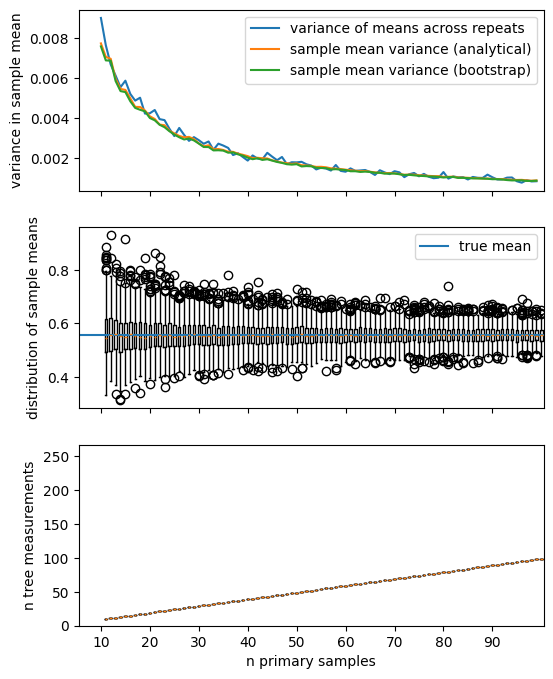 variance of means across repeats
sample mean variance (analytical)
sample mean variance (bootstrap)
variance in sample mean
0.008
0.006
0.004
0.002
true mean
distribution of sample means
0.8
0.6
0.4
n tree measurements
250
200
150
100
50
0
10 20 30 40 50 60 70 80 90
n primary samples